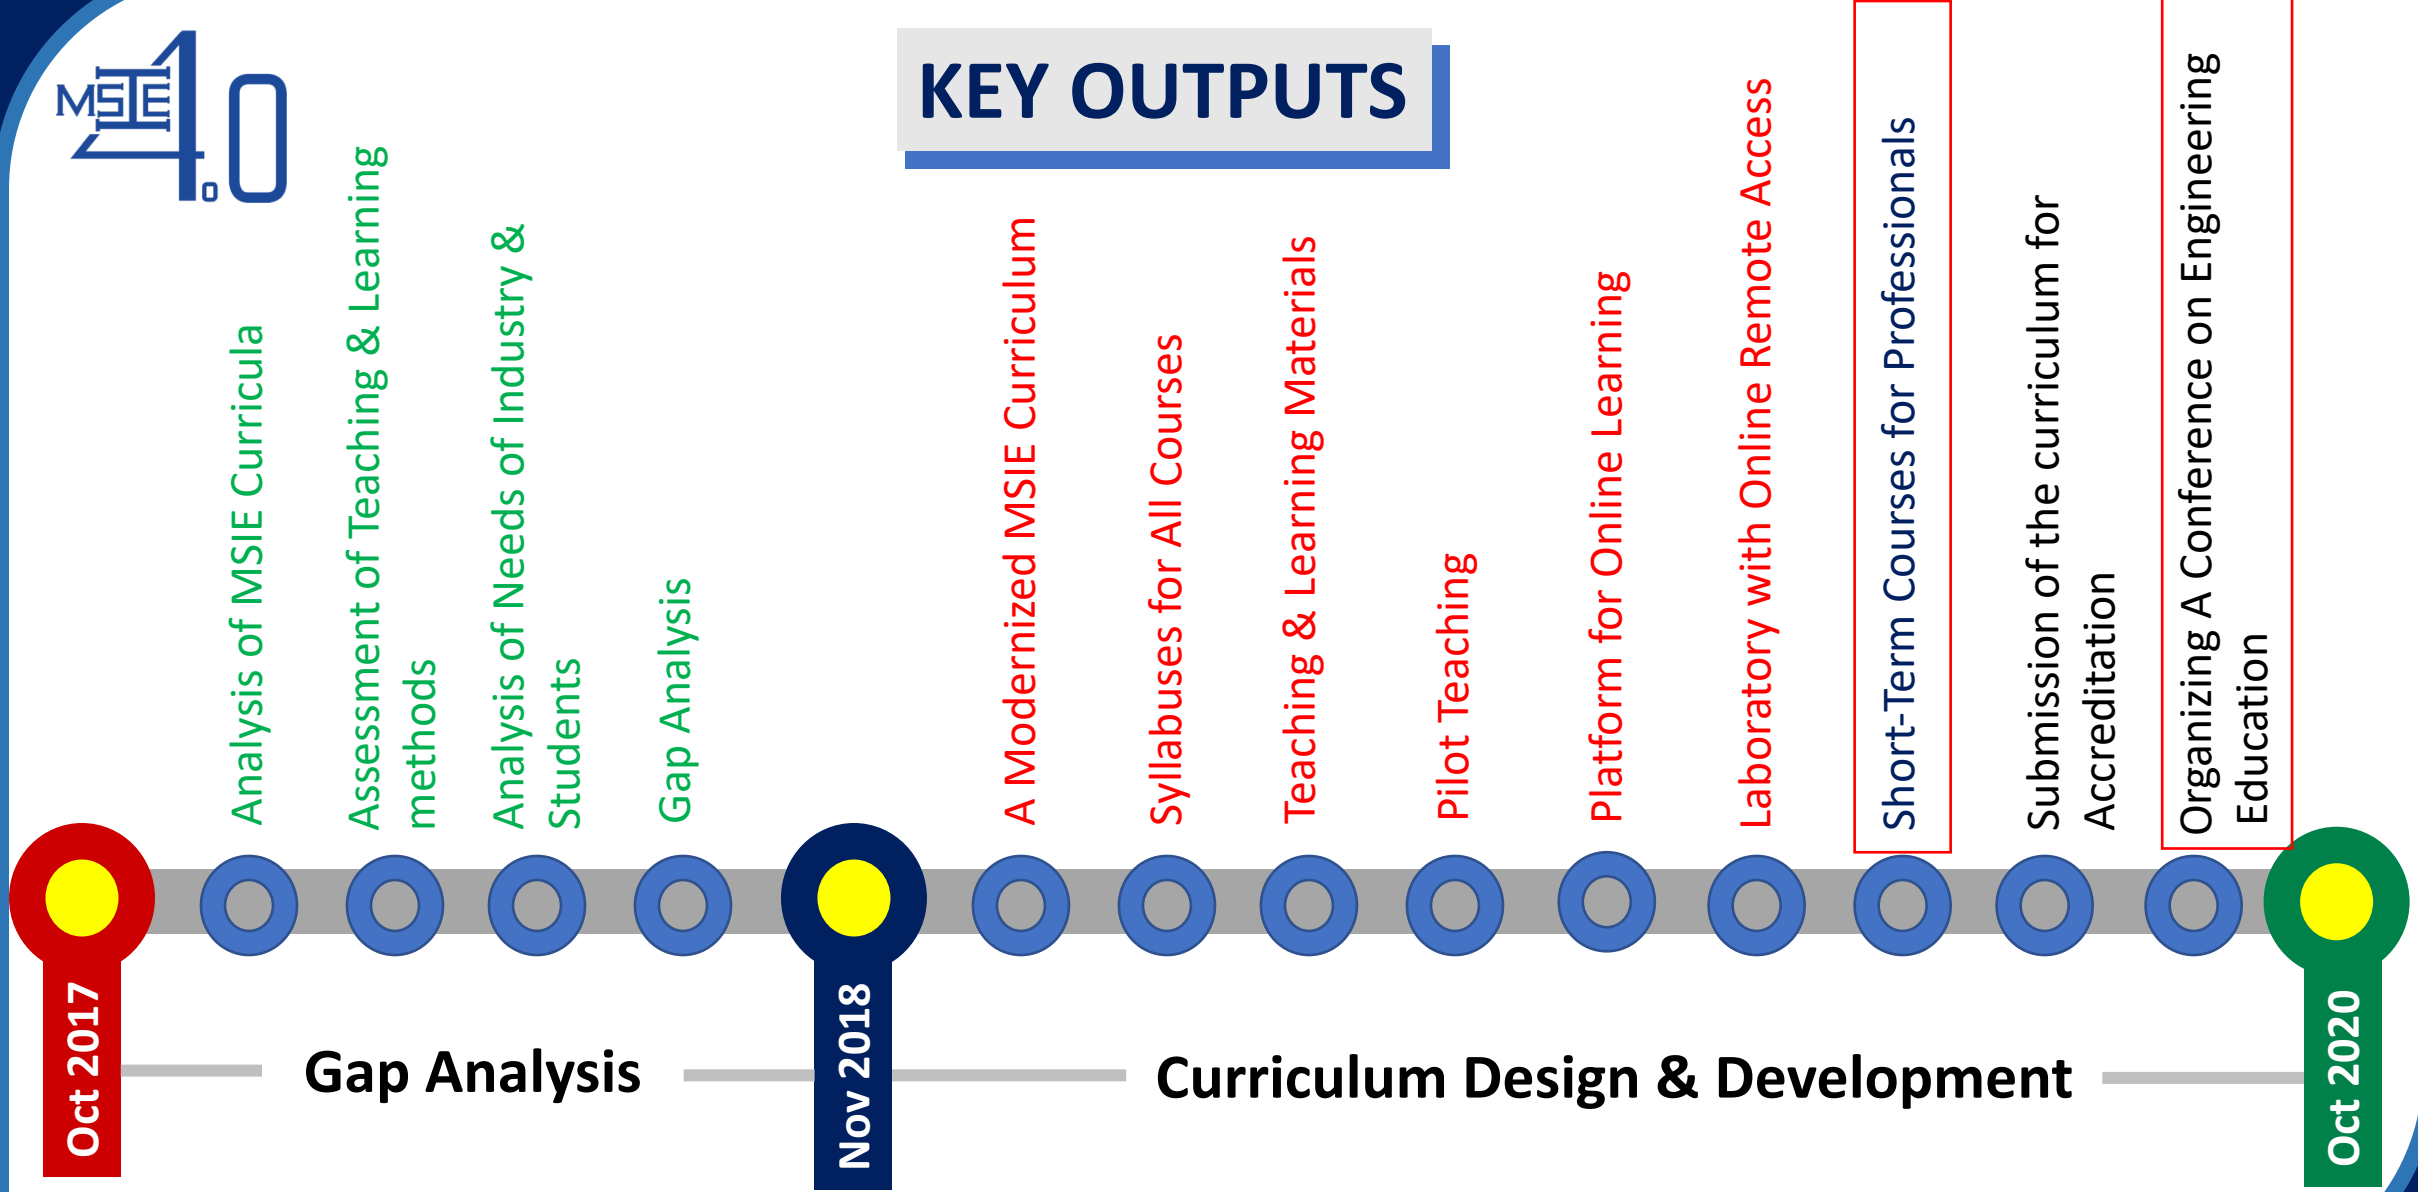 MSIE
4.0
KEY OUTPUTS
Analysis of MSIE Curricula
Assessment of Teaching & Learning
methods
Analysis of Needs of Industry &
Students
Gap Analysis
A Modernized MSIE Curriculum
Syllabuses for All Courses
Teaching & Learning Materials
Pilot Teaching
Platform for Online Learning
Laboratory with Online Remote Access
Short-Term Courses for Professionals
Submission of the curriculum for
Accreditation
Organizing A Conference on Engineering
Education
Oct 2017
Gap Analysis
Nov 2018
Curriculum Design & Development
Oct 2020